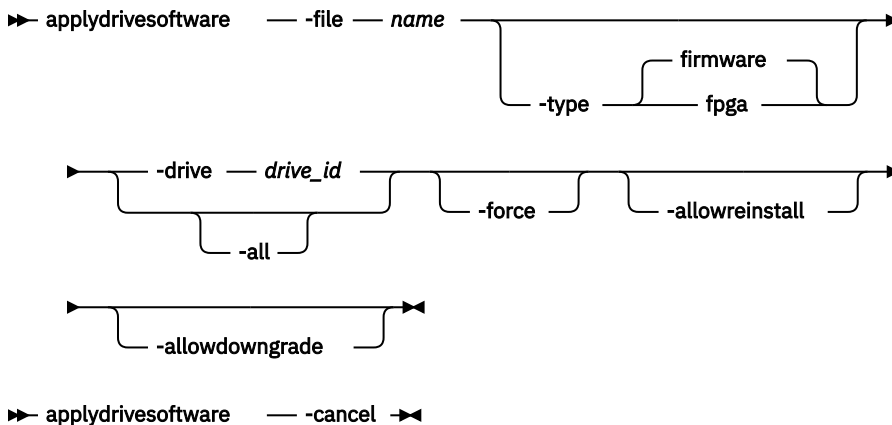 applydrivesoftware -file name
firmware
-type fpga
-drive drive_id
-force -allowreinstall
-all
-allowdowngrade
applydrivesoftware -cancel